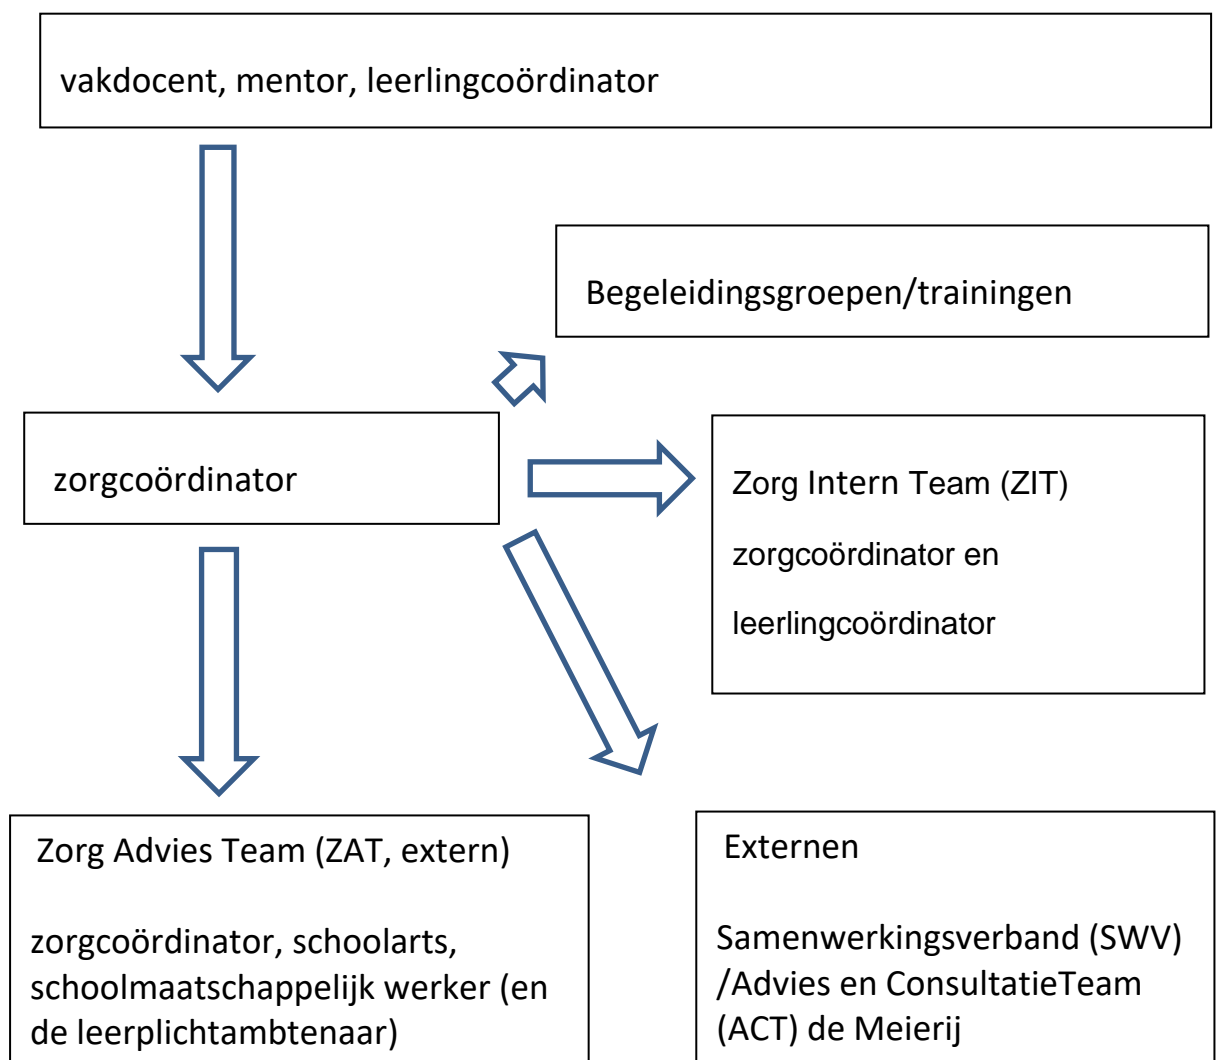 vakdocent, mentor, leerlingcoördinator
Begeleidingsgroepen/trainingen
zorgcoördinator
Zorg Intern Team (ZIT)
zorgcoördinator en
leerlingcoördinator
Zorg Advies Team (ZAT, extern)
zorgcoördinator, schoolarts,
schoolmaatschappelijk werker (en
de leerplichtambtenaar)
Externen
Samenwerkingsverband (SWV)
/Advies en ConsultatieTeam
(ACT) de Meierij